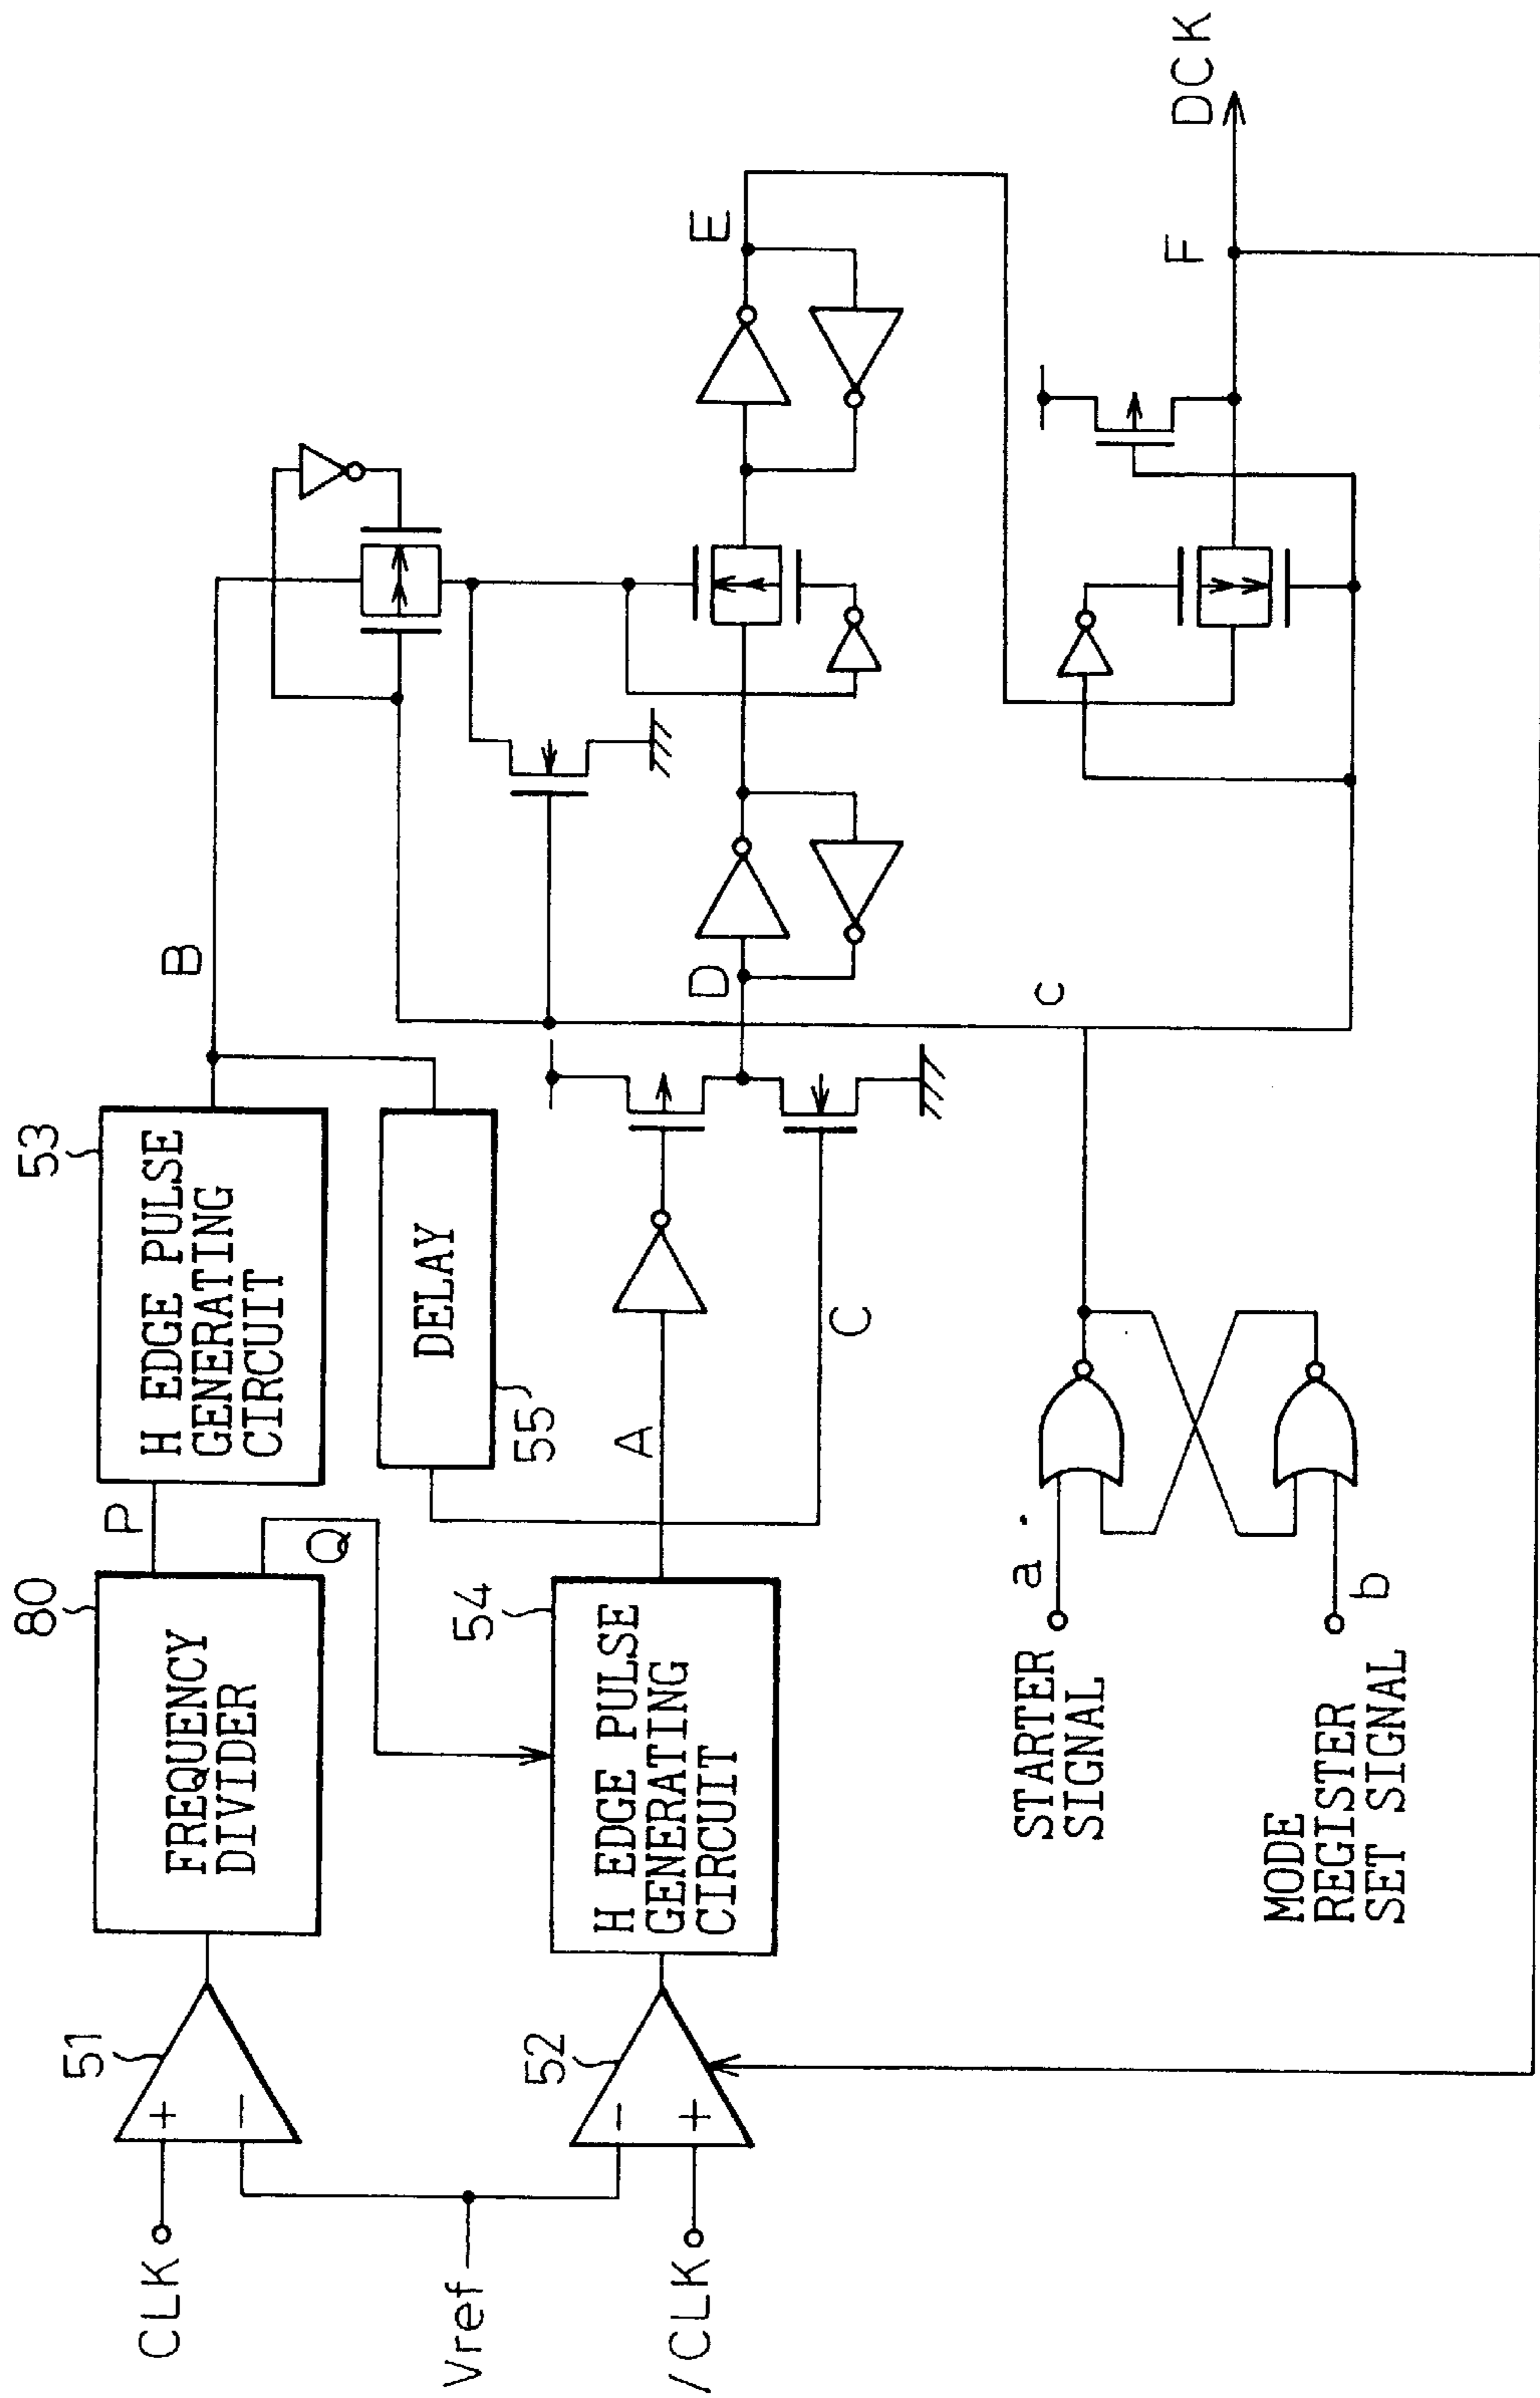 CLK
Vref
/CLK
51
52
80
FREQUENCY
DIVIDER
P
Q
53
H EDGE PULSE
GENERATING
CIRCUIT
54
H EDGE PULSE
GENERATING
CIRCUIT
DELAY
55
A
B
C
D
E
F
DCK
c
STARTER
SIGNAL
a
MODE
REGISTER
SET SIGNAL
b